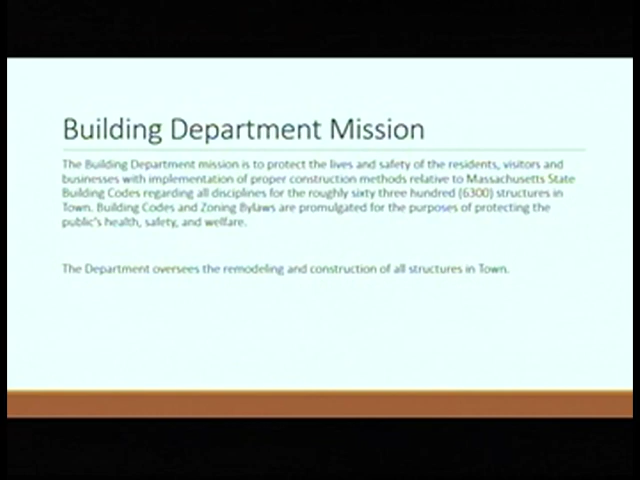 Building Department Mission
The Building Department mission is to protect the lives and safety of the residents, visitors and
businesses with implementation of proper construction methods relative to Massachusetts State
Building Codes regarding all disciplines for the roughly sixty three hundred (6300) structures in
Town. Building Codes and Zoning Bylaws are promulgated for the purposes of protecting the
public's health, safety, and welfare.
The Department oversees the remodeling and construction of all structures in Town.